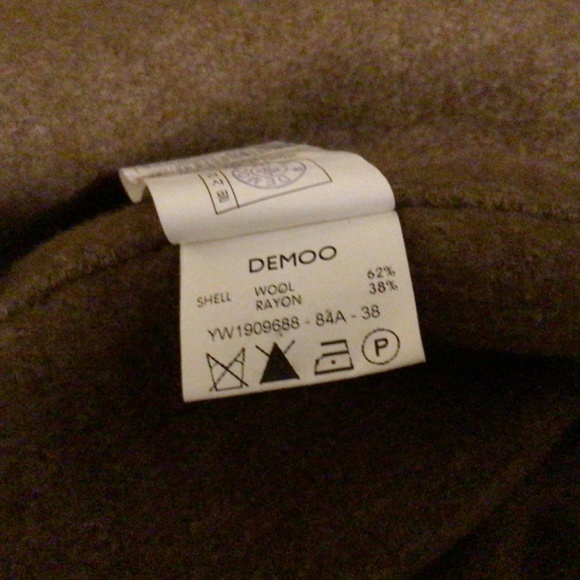 DEMOO
SHELL WOOL 62%
RAYON 38%
YW1909688 - 84A - 38
P